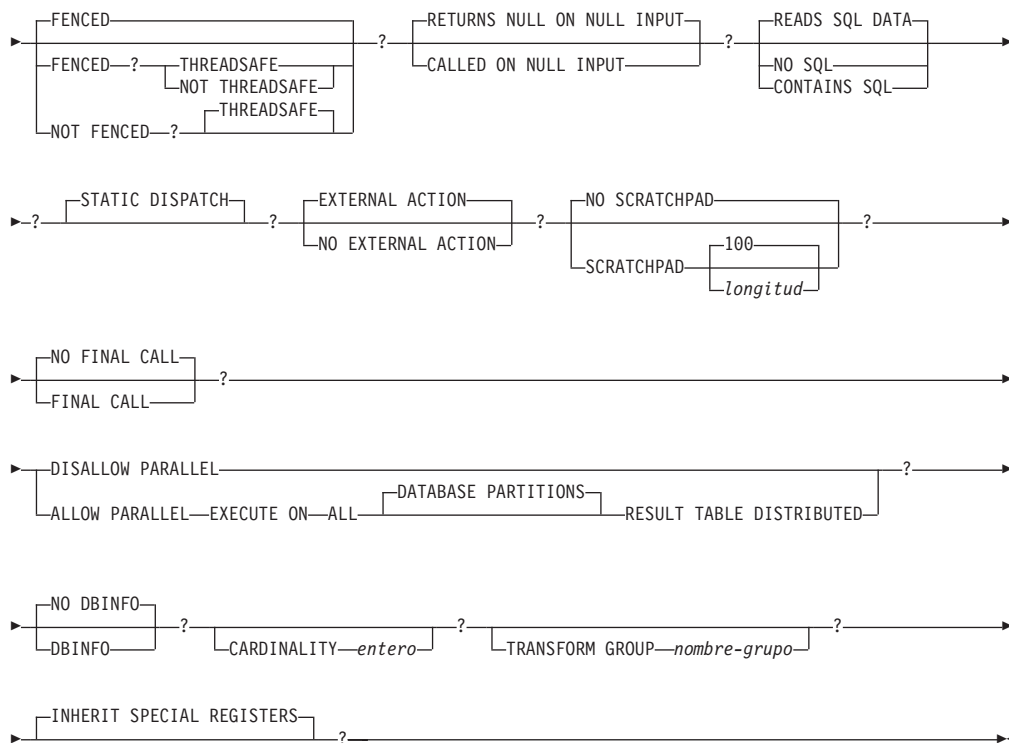 FENCED RETURNS NULL ON NULL INPUT READS SQL DATA
? ? 
FENCED ? THREADSAFE CALLED ON NULL INPUT NO SQL
NOT THREADSAFE CONTAINS SQL
THREADSAFE
NOT FENCED ?
STATIC DISPATCH EXTERNAL ACTION NO SCRATCHPAD
? ? ? ?
NO EXTERNAL ACTION 100
SCRATCHPAD
longitud
NO FINAL CALL
?
FINAL CALL
DISALLOW PARALLEL ?
DATABASE PARTITIONS
ALLOW PARALLEL EXECUTE ON ALL RESULT TABLE DISTRIBUTED
NO DBINFO
? ? ?
DBINFO CARDINALITY entero TRANSFORM GROUP nombre-grupo
INHERIT SPECIAL REGISTERS
?